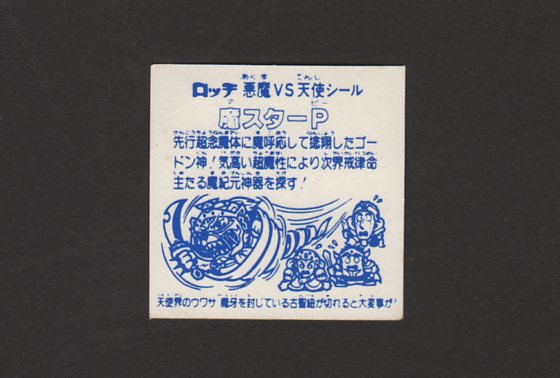 ロッチ 悪魔VS天使シール
魔スターP
先行超念魔体に魔呼応して翔したゴー
ドン神！気高い超魔性により次界戒律命
主たる魔紀元神器を探す！
天使界のウワサ 魔牙を封じている古聖紐が切れると大変事が！